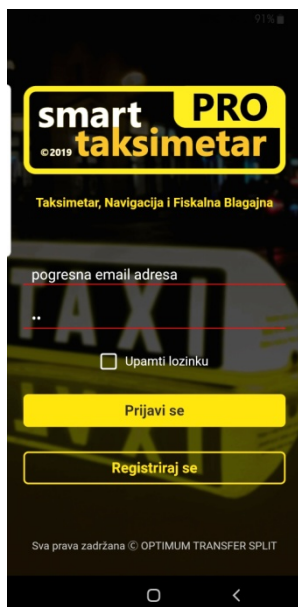 91%
smart PRO
©2019 taksimetar
Taksimetar, Navigacija i Fiskalna Blagajna
TAXI
pogresna email adresa
..
Upamti lozinku
Prijavi se
Registriraj se
Sva prava zadržana © OPTIMUM TRANSFER SPLIT